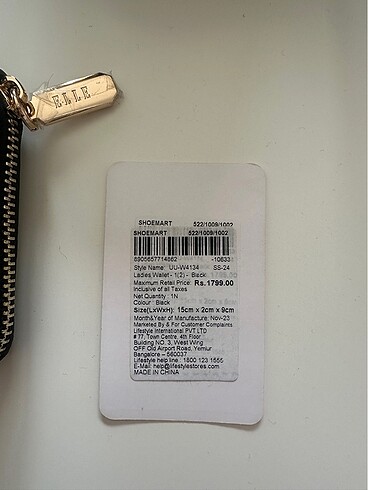 ELLE
SHOEMART 522/1009/1002
SHOEMART 522/1009/1002
8905657714862 -10633
Style Name: UU-W4134 SS-24
Ladies Wallet - 1(2) - Black
Maximum Retail Price: Rs.1799.00
Inclusive of all Taxes
Net Quantity : 1N
Colour : Black
Size(LxWxH): 15cm x 2cm x 9cm
Month&Year of Manufacture: Nov-23
Marketed By & For Customer Complaints
Lifestyle International PVT LTD
# 77, Town Centre, 4th Floor
Building NO. 3, West Wing
OFF Old Airport Road, Yemlur
Bangalore – 560037
Lifestyle help line : 1800 123 1555
E-Mail: help@lifestylestores.com
MADE IN CHINA